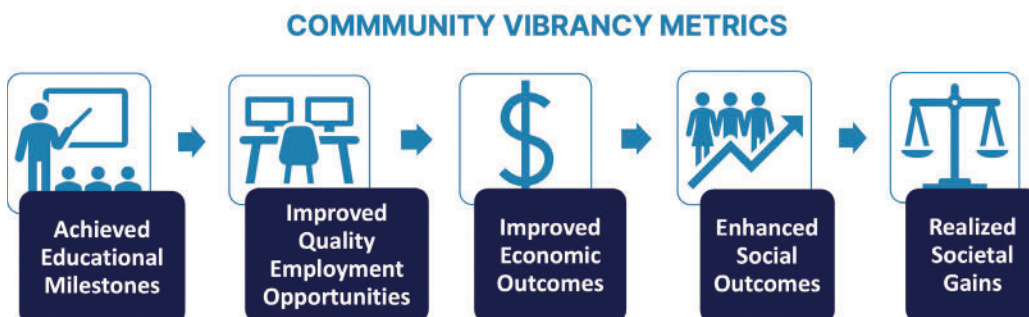 COMMMUNITY VIBRANCY METRICS
Achieved
Educational
Milestones
Improved
Quality
Employment
Opportunities
Improved
Economic
Outcomes
Enhanced
Social
Outcomes
Realized
Societal
Gains